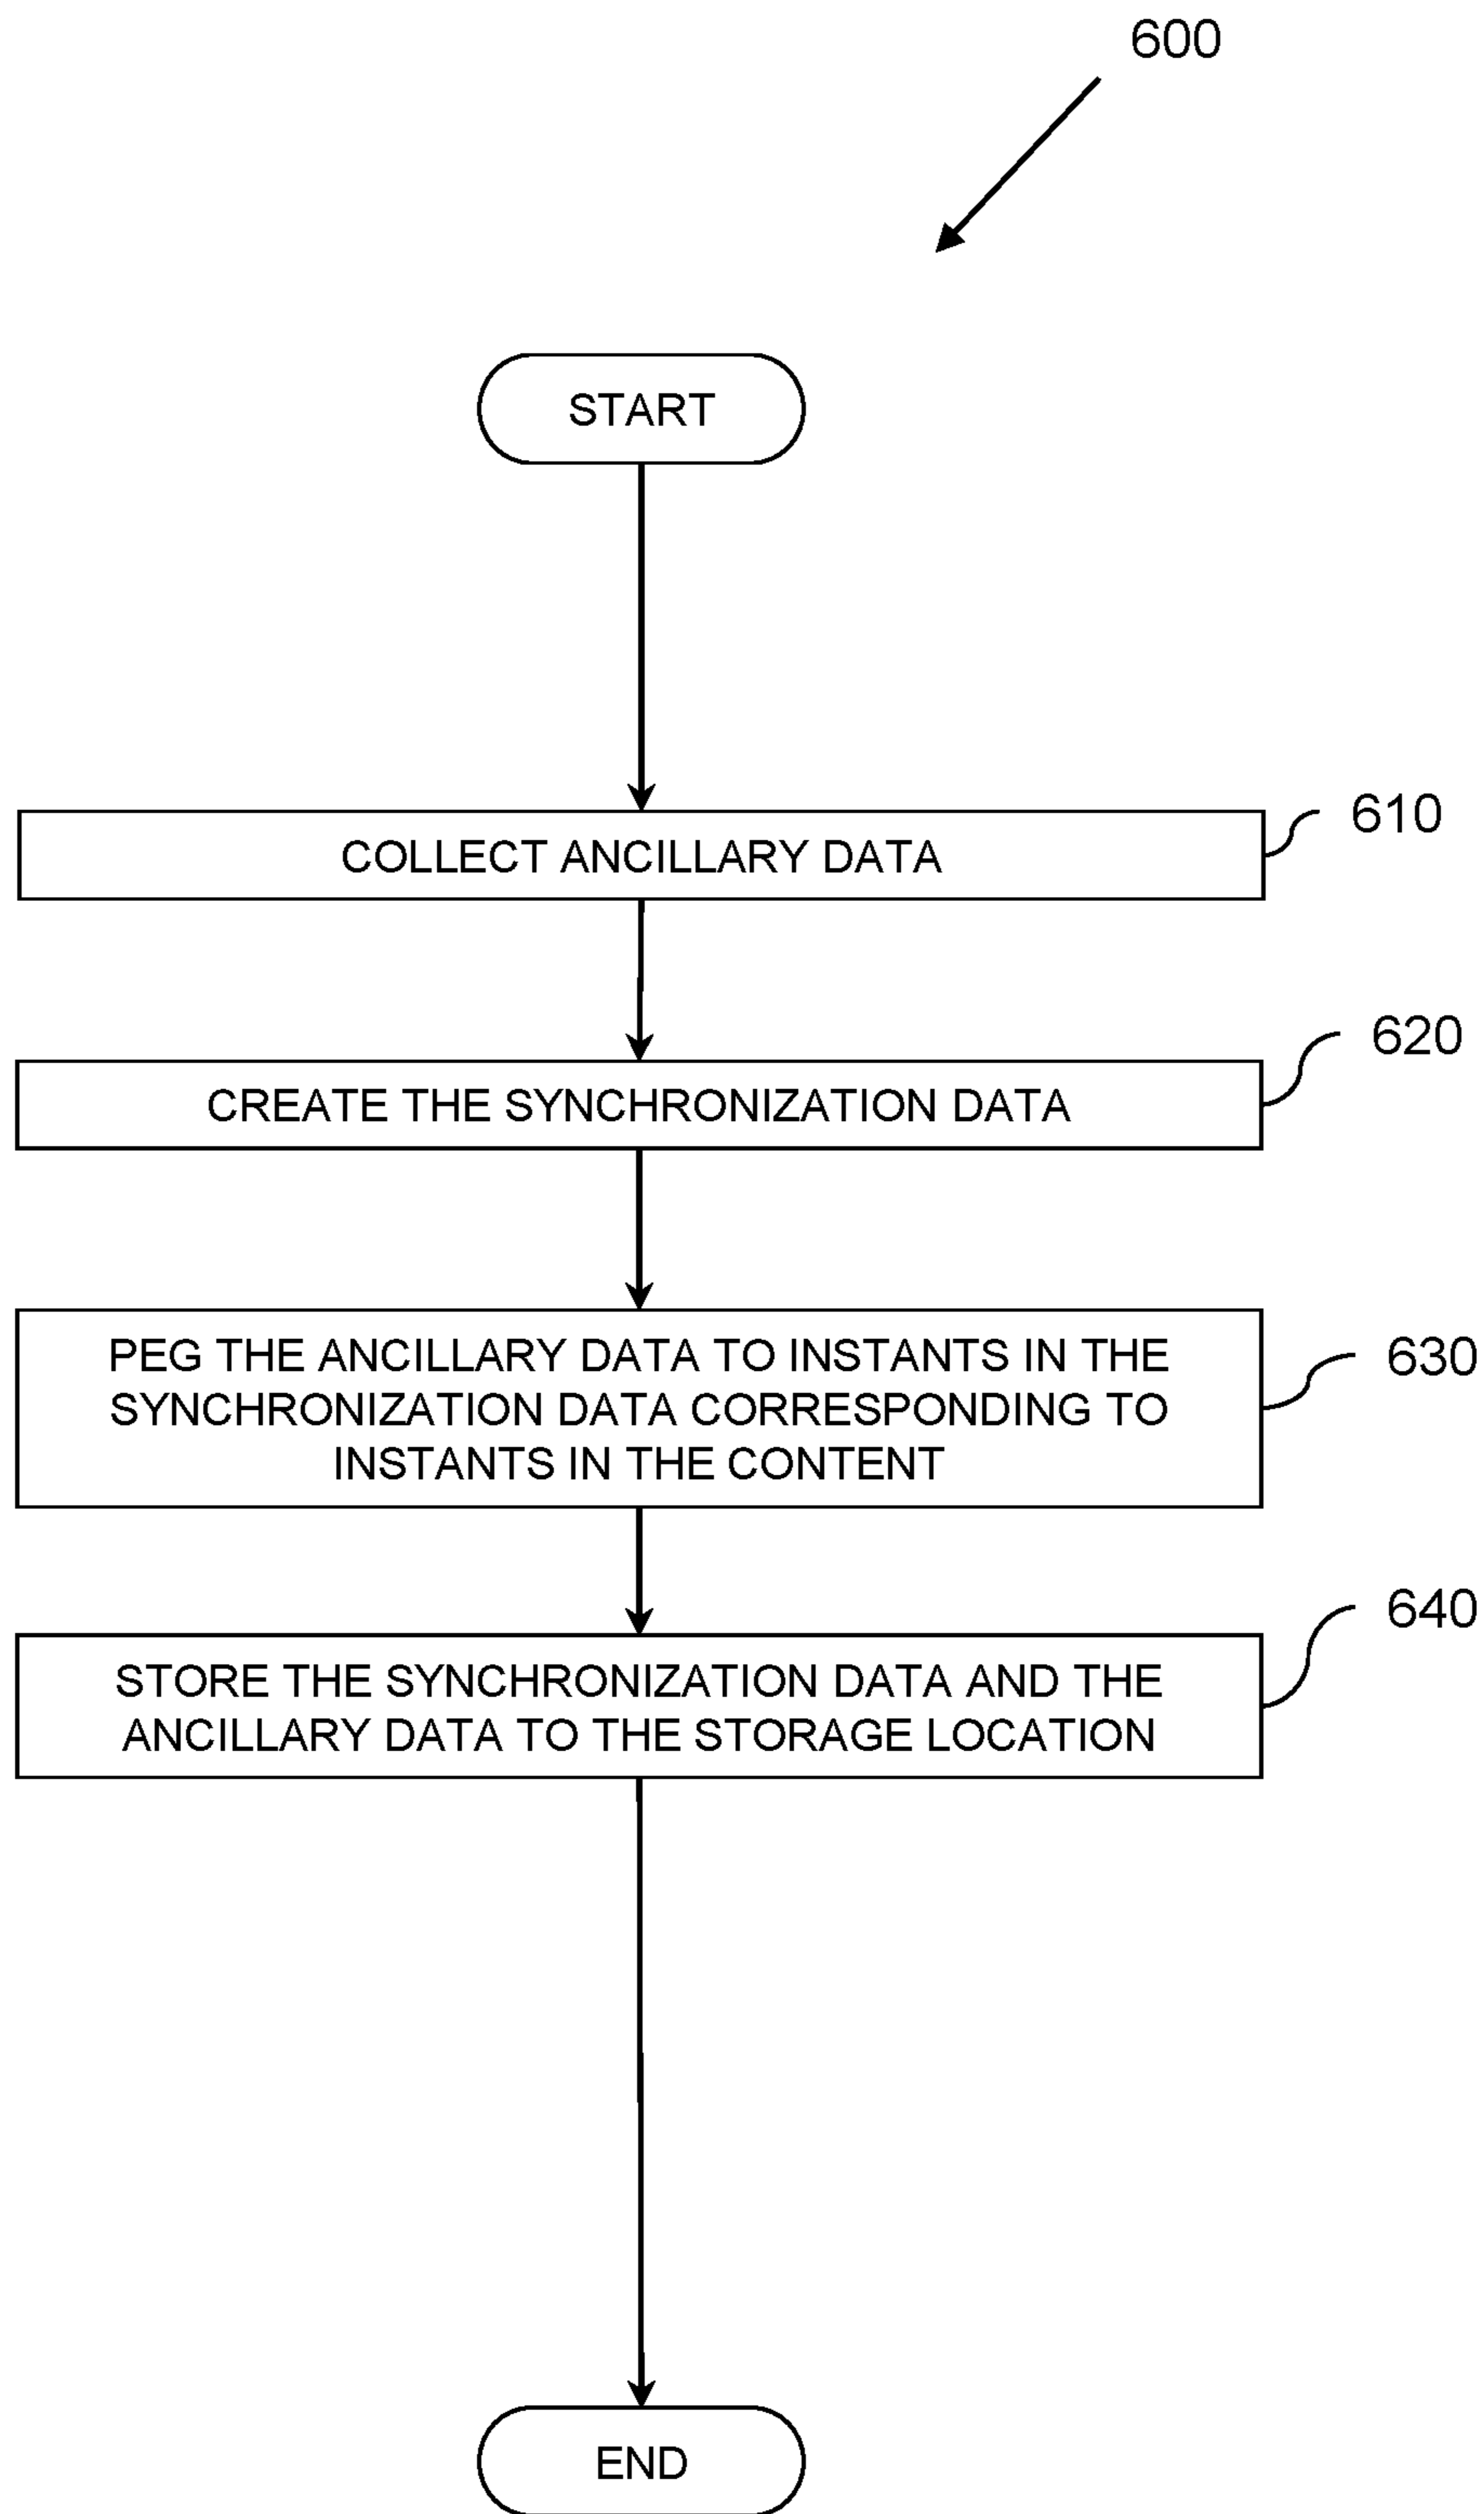 600
START
COLLECT ANCILLARY DATA
610
CREATE THE SYNCHRONIZATION DATA
620
PEG THE ANCILLARY DATA TO INSTANTS IN THE
SYNCHRONIZATION DATA CORRESPONDING TO
INSTANTS IN THE CONTENT
630
STORE THE SYNCHRONIZATION DATA AND THE
ANCILLARY DATA TO THE STORAGE LOCATION
640
END